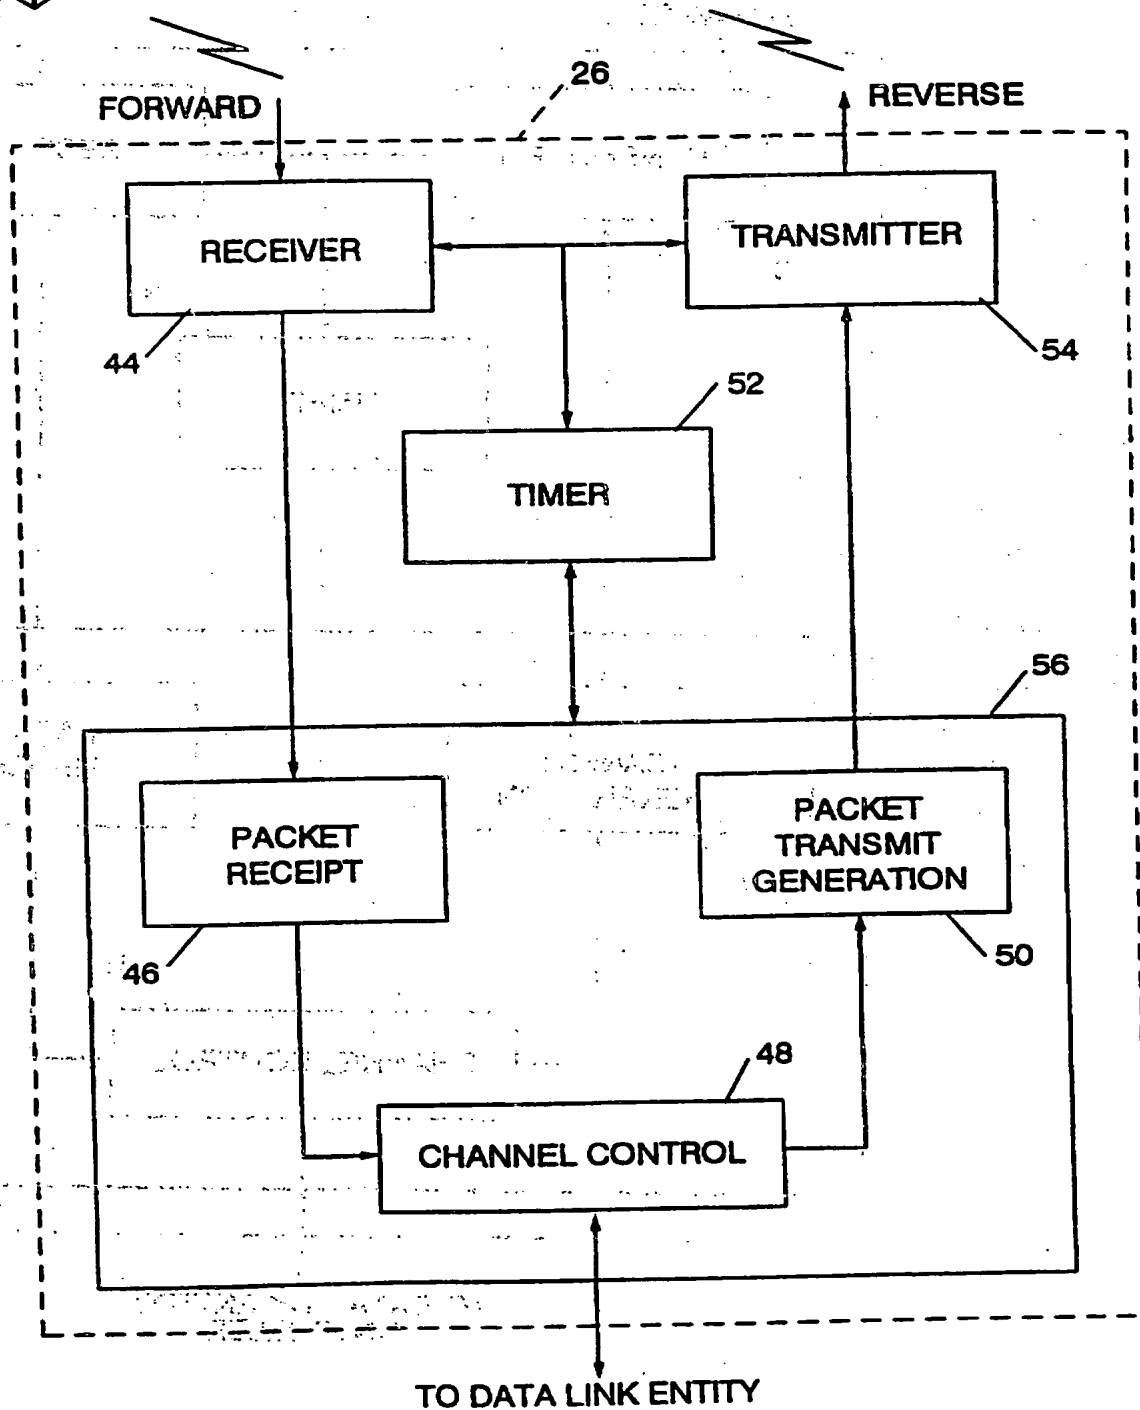 26
FORWARD
REVERSE
RECEIVER
TRANSMITTER
44
54
52
TIMER
56
PACKET
RECEIPT
PACKET
TRANSMIT
GENERATION
46
50
48
CHANNEL CONTROL
TO DATA LINK ENTITY